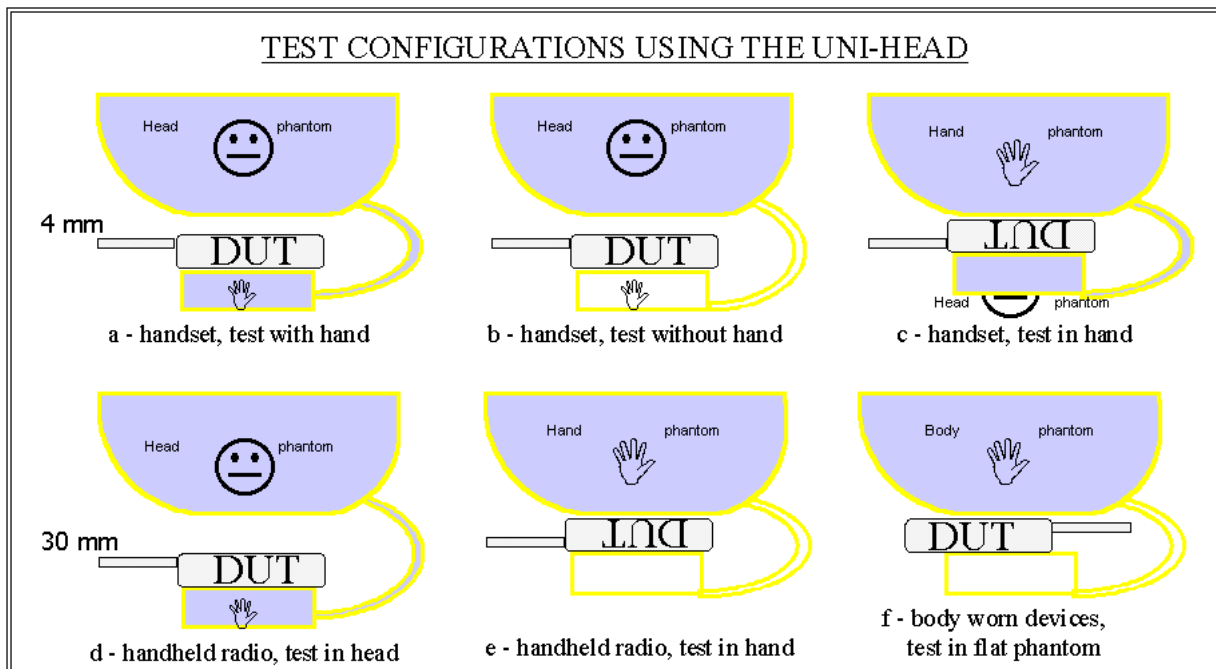 TEST CONFIGURATIONS USING THE UNI-HEAD
Head phantom
4 mm
DUT
a - handset, test with hand
Head phantom
DUT
b - handset, test without hand
Hand phantom
DUT
Head phantom
c - handset, test in hand
Head phantom
30 mm
DUT
d - handheld radio, test in head
Hand phantom
DUT
e - handheld radio, test in hand
Body phantom
DUT
f - body worn devices,
test in flat phantom